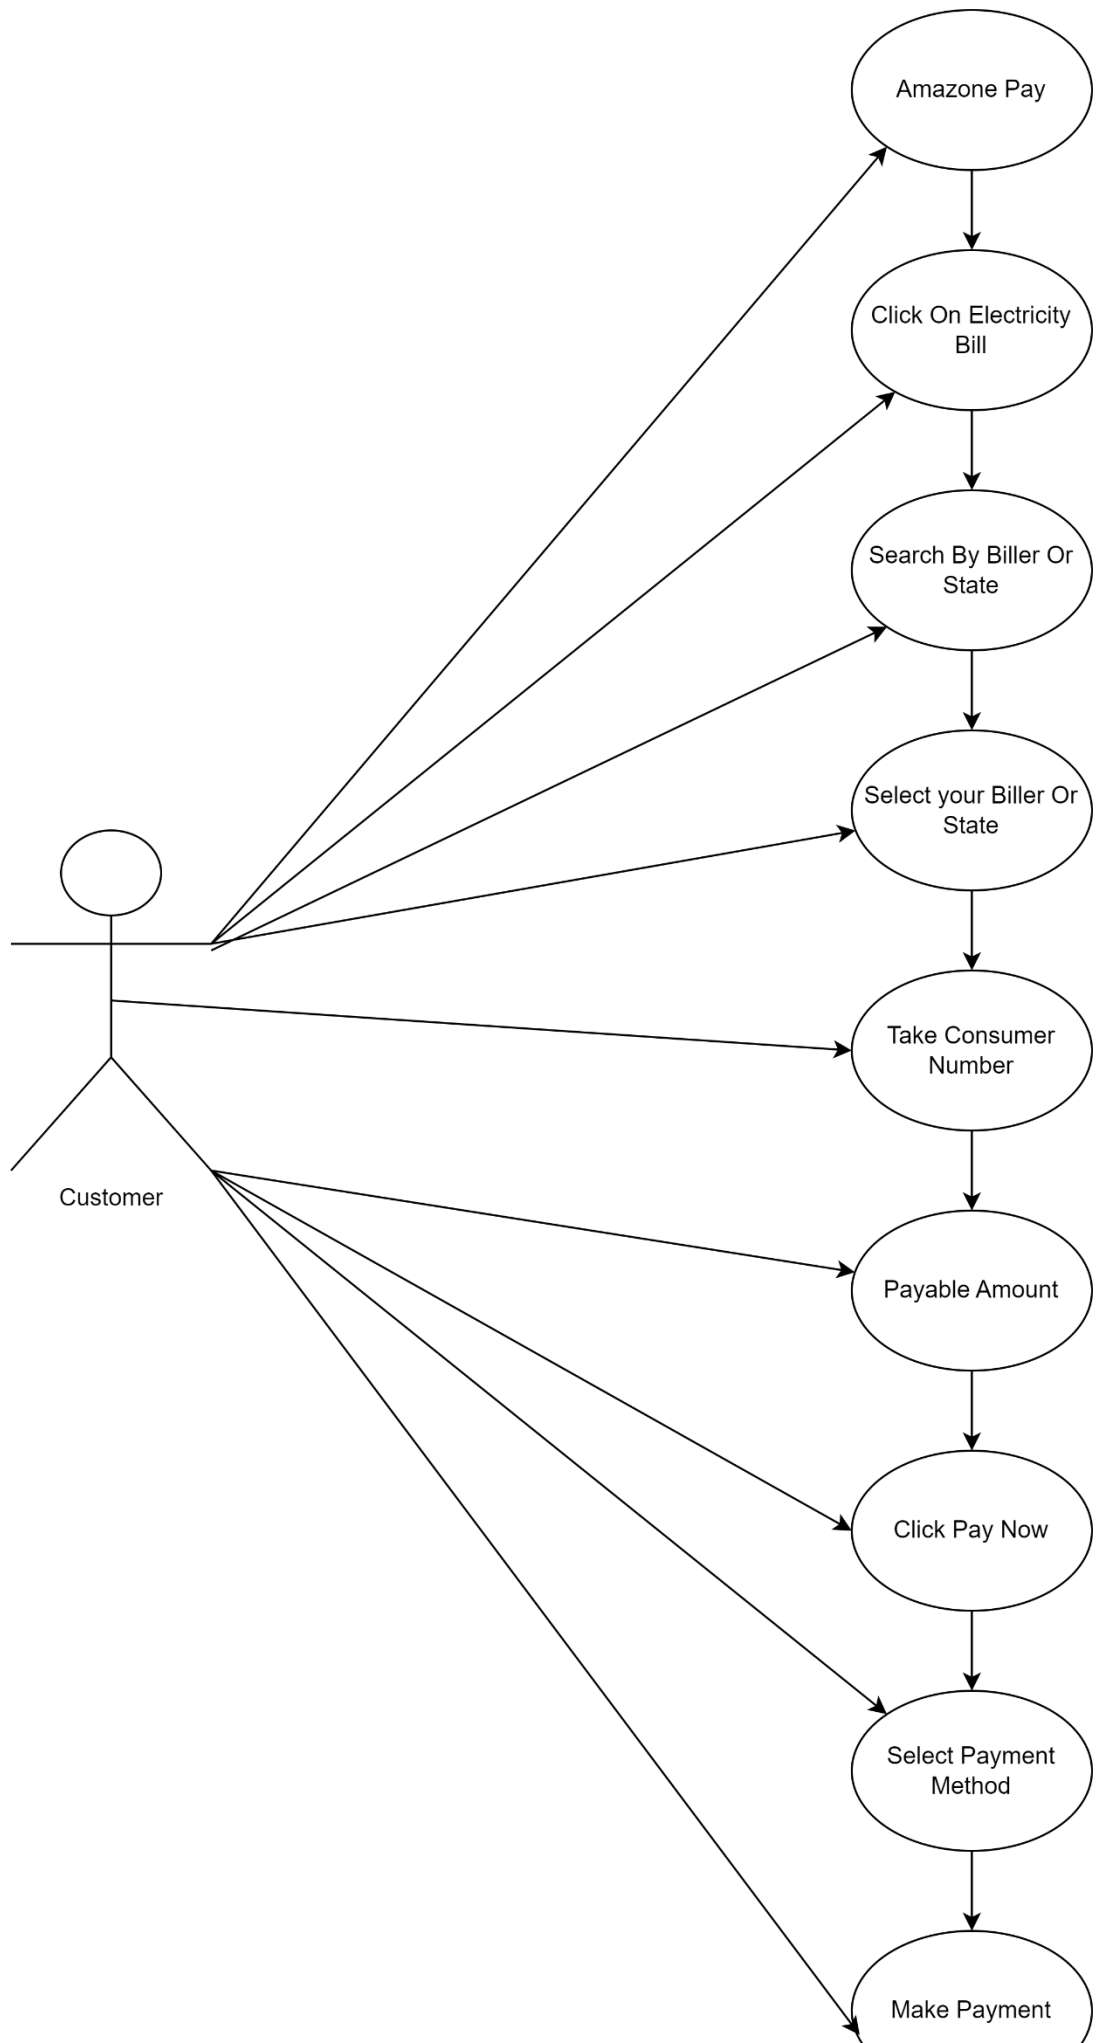 Amazone Pay
Click On Electricity
Bill
Search By Biller Or
State
Select your Biller Or
State
Take Consumer
Number
Customer
Payable Amount
Click Pay Now
Select Payment
Method
Make Payment